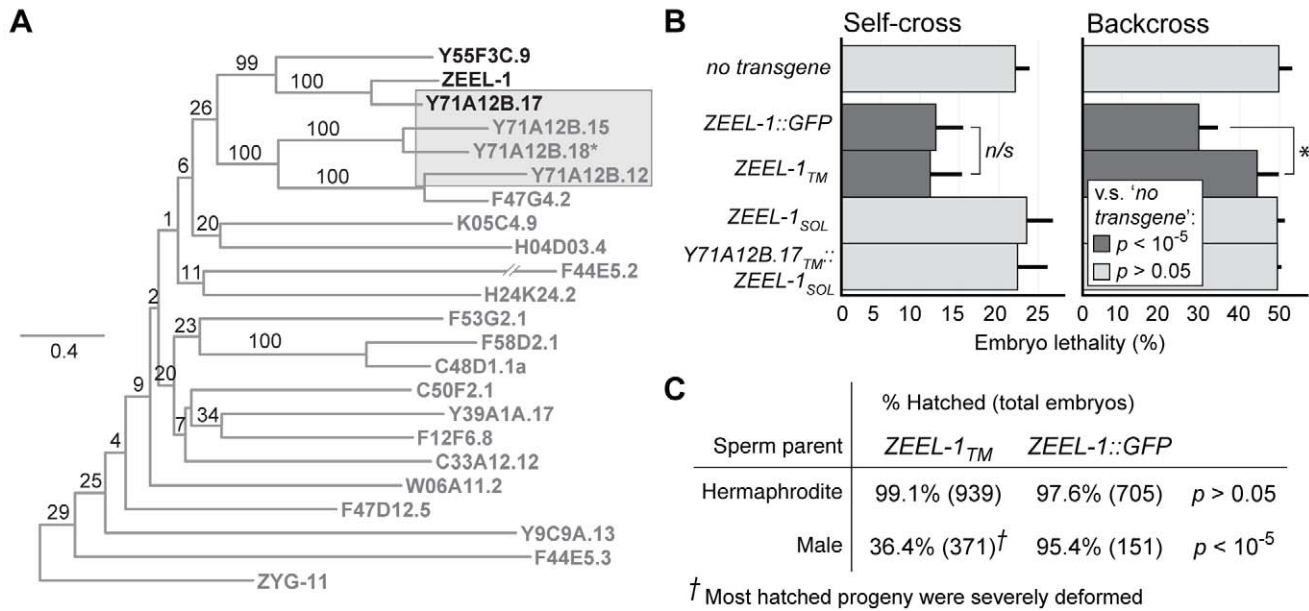 A
99
Y55F3C.9
100
ZEEL-1
26
Y71A12B.17
100
Y71A12B.15
6
Y71A12B.18*
100
100
Y71A12B.12
F47G4.2
1
20
K05C4.9
H04D03.4
11
F44E5.2
2
H24K24.2
23
F53G2.1
0.4
100
F58D2.1
C48D1.1a
9
20
C50F2.1
34
Y39A1A.17
7
F12F6.8
4
C33A12.12
25
W06A11.2
F47D12.5
29
Y9C9A.13
F44E5.3
ZYG-11
B
Self-cross
Backcross
no transgene
ZEEL-1::GFP
n/s
*
ZEEL-1TM
ZEEL-1SOL
Y71A12B.17TM::
ZEEL-1SOL
v.s. 'no
transgene':
p < 10-5
p > 0.05
0 5 10 15 20 25
0 10 20 30 40 50
Embryo lethality (%)
C
% Hatched (total embryos)
Sperm parent ZEEL-1TM ZEEL-1::GFP
Hermaphrodite 99.1% (939) 97.6% (705) p > 0.05
Male 36.4% (371)† 95.4% (151) p < 10-5
† Most hatched progeny were severely deformed